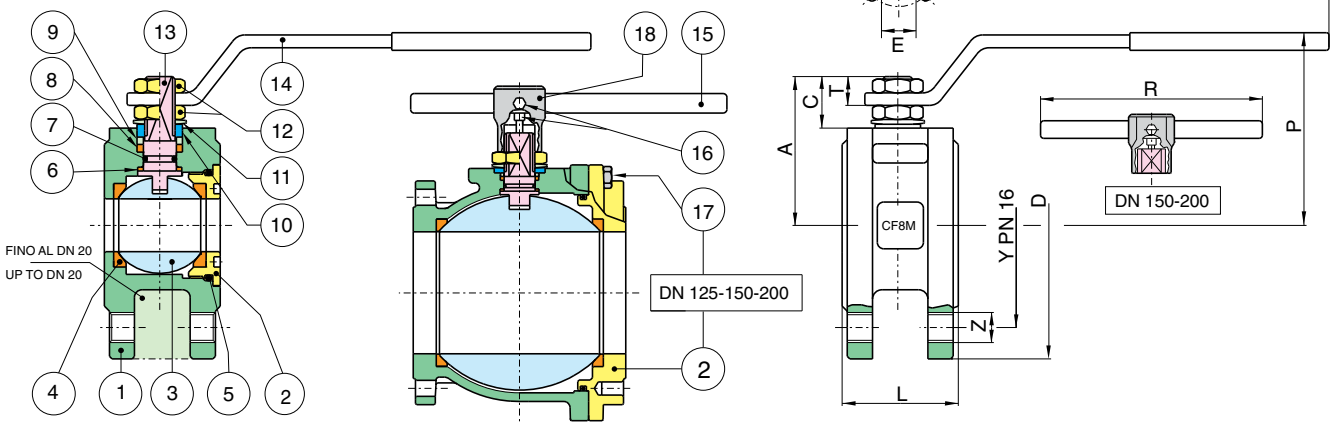 9
13
18
15
E
8
14
7
12
C
T
R
P
16
A
6
11
DN 150-200
10
17
CF8M
Y PN 16
D
FINO AL DN 20
UP TO DN 20
DN 125-150-200
Z
4
1
3
5
2
2
L